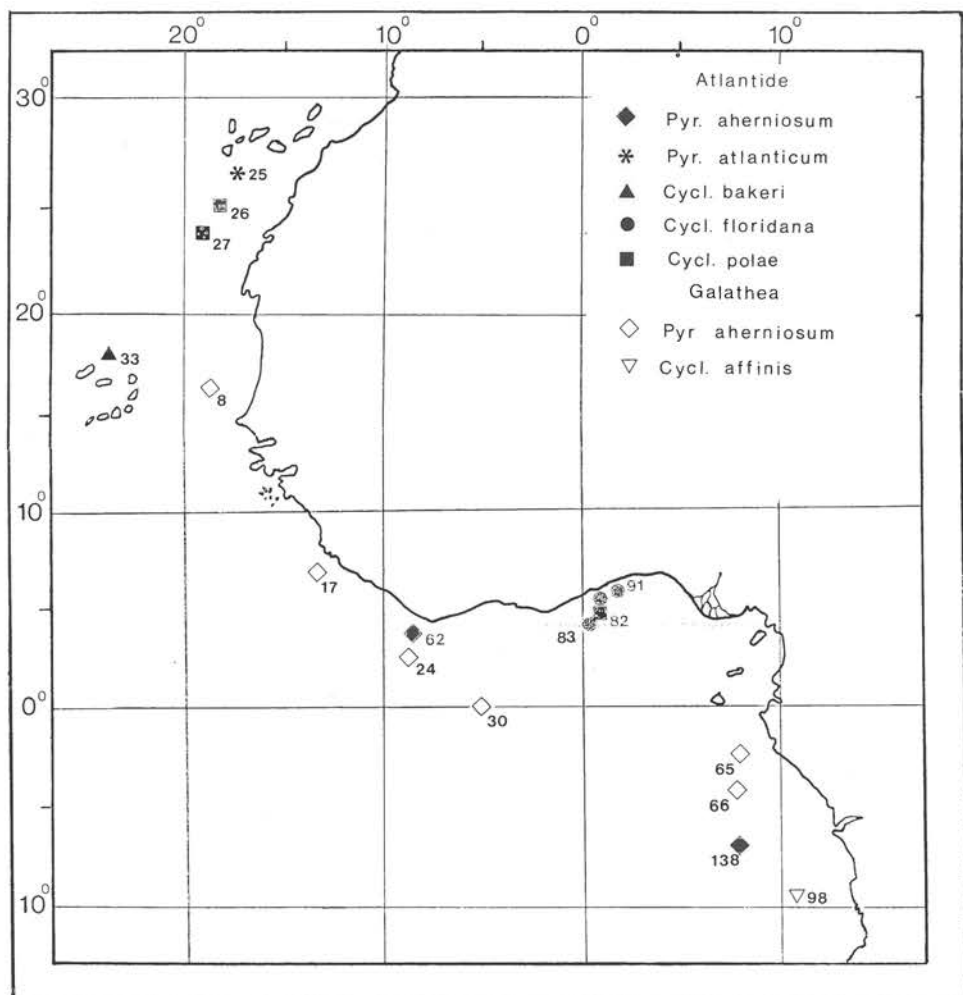 20° 10° 0° 10°
30°
Atlantide
Pyr. aherniosum
Pyr. atlanticum
25
Cycl. bakeri
26
Cycl. floridana
27
Cycl. polae
Galathea
20°
Pyr aherniosum
33
Cycl. affinis
8
10°
17
91
82
83
62
24
0°
30
65
66
138
98
10°